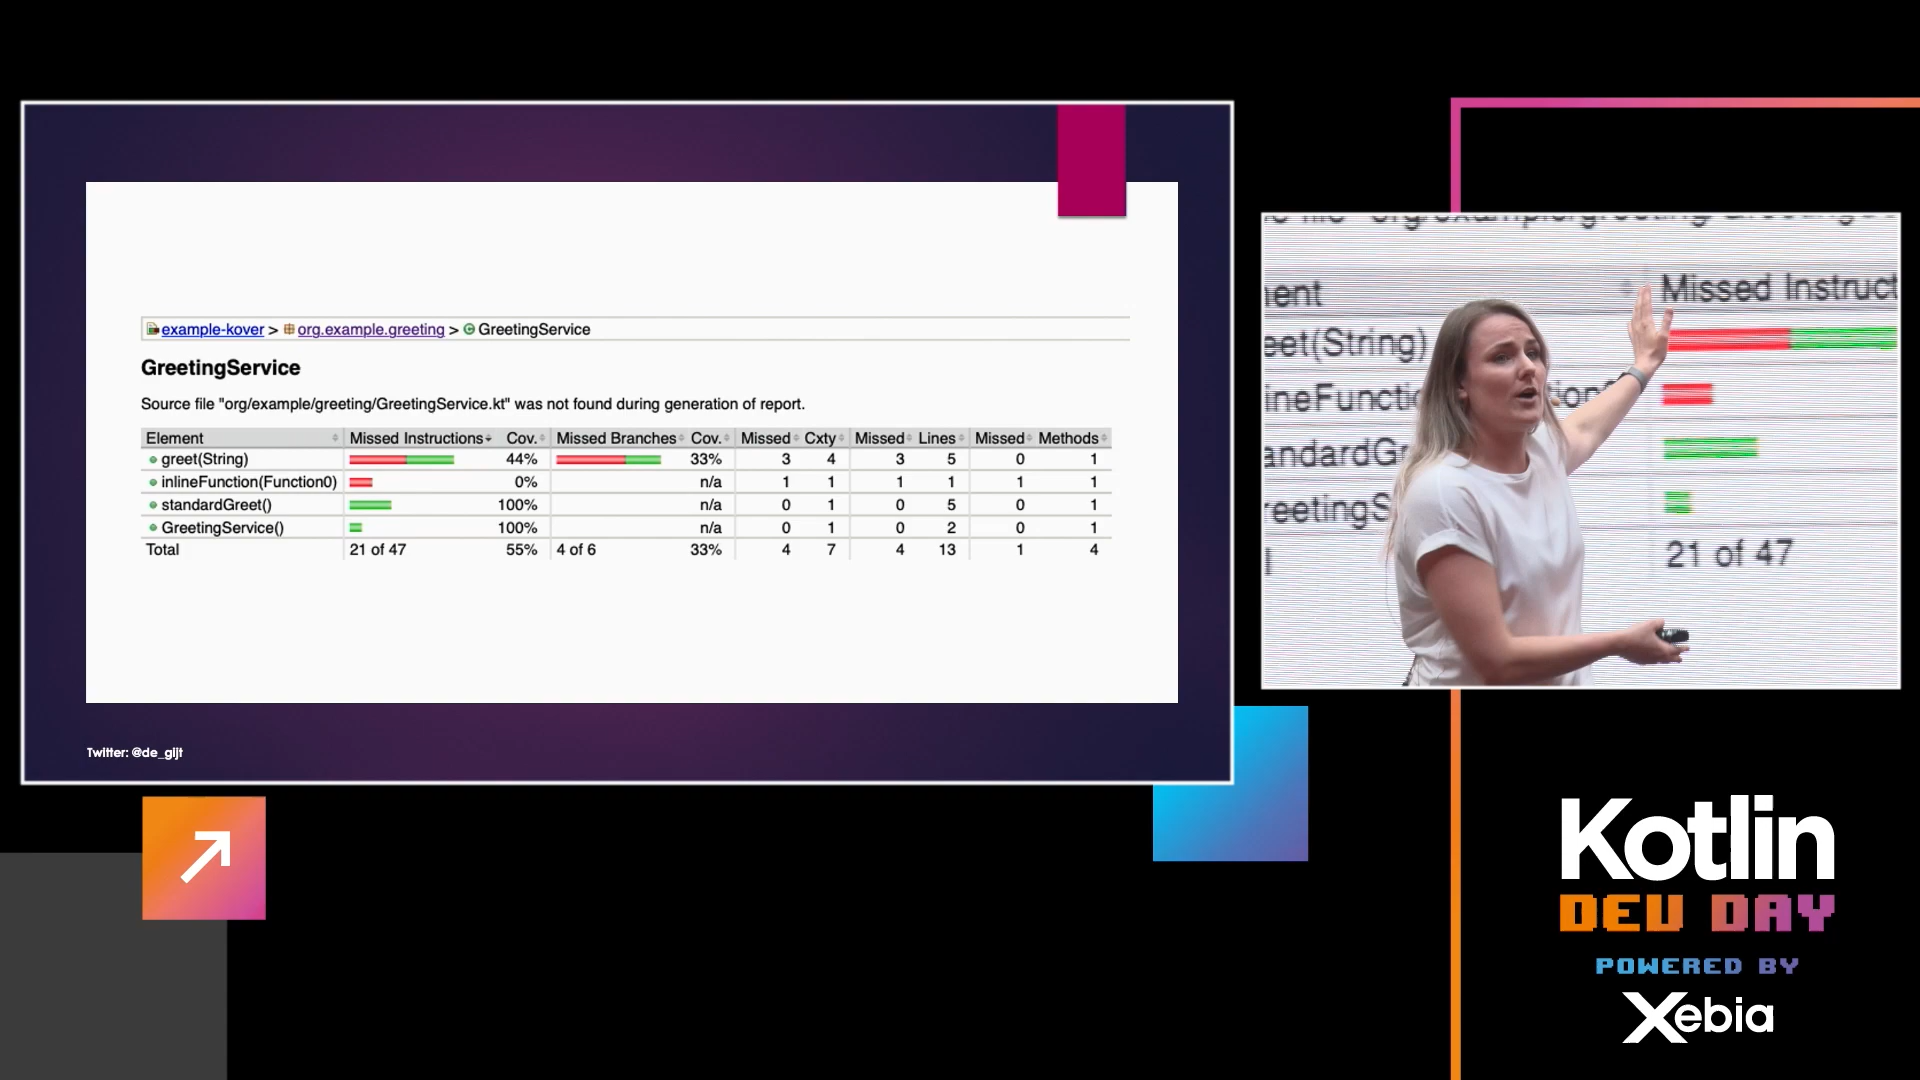 example-kover > org.example.greeting > GreetingService
GreetingService
Source file "org/example/greeting/GreetingService.kt" was not found during generation of report.
Element Missed Instructions Cov. Missed Branches Cov. Missed Cxty Missed Lines Missed Methods
greet(String) 44% 33% 3 4 3 5 0 1
inlineFunction(Function0) 0% n/a 1 1 1 1 1 1
standardGreet() 100% n/a 0 1 0 5 0 1
GreetingService() 100% n/a 0 1 0 2 0 1
Total 21 of 47 55% 4 of 6 33% 4 7 4 13 1 4
Twitter: @de_gijt
Missed Instruct
eet(String)
21 of 47
Kotlin
DEV DAY
POWERED BY
Xebia